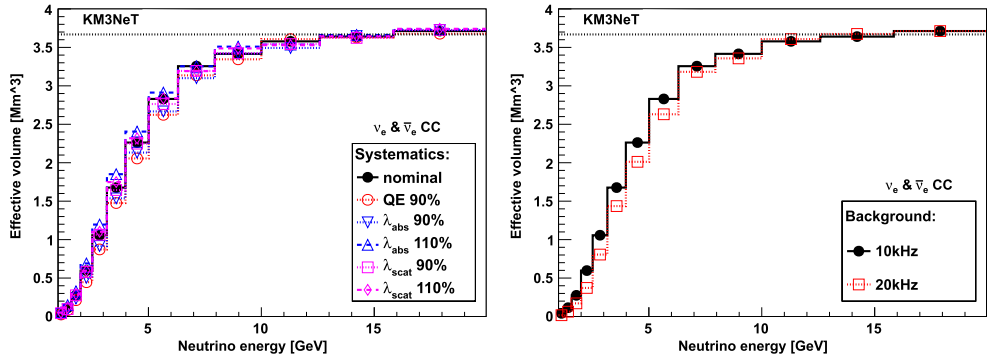 KM3NeT
Effective volume [Mm^3]
4
3.5
3
2.5
2
1.5
1
0.5
0
νe & ν̅e CC
Systematics:
nominal
QE 90%
λabs 90%
λabs 110%
λscat 90%
λscat 110%
5
10
15
Neutrino energy [GeV]
KM3NeT
Effective volume [Mm^3]
4
3.5
3
2.5
2
1.5
1
0.5
0
νe & ν̅e CC
Background:
10kHz
20kHz
5
10
15
Neutrino energy [GeV]